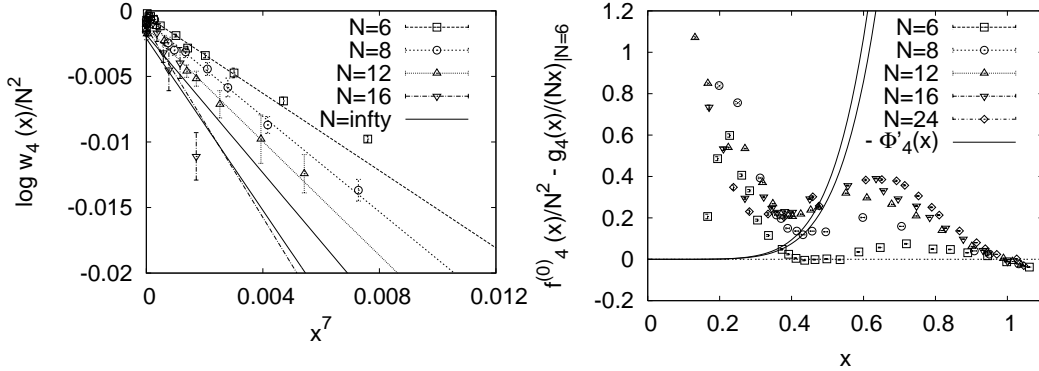 log w4 (x)/N2
0
-0.005
-0.01
-0.015
-0.02
0
0.004
0.008
0.012
x7
N=6
N=8
N=12
N=16
N=infty
f(0)4 (x)/N2 - g4(x)/(Nx)|N=6
1.2
1
0.8
0.6
0.4
0.2
0
-0.2
0
0.2
0.4
0.6
0.8
1
x
N=6
N=8
N=12
N=16
N=24
- Φ'4(x)